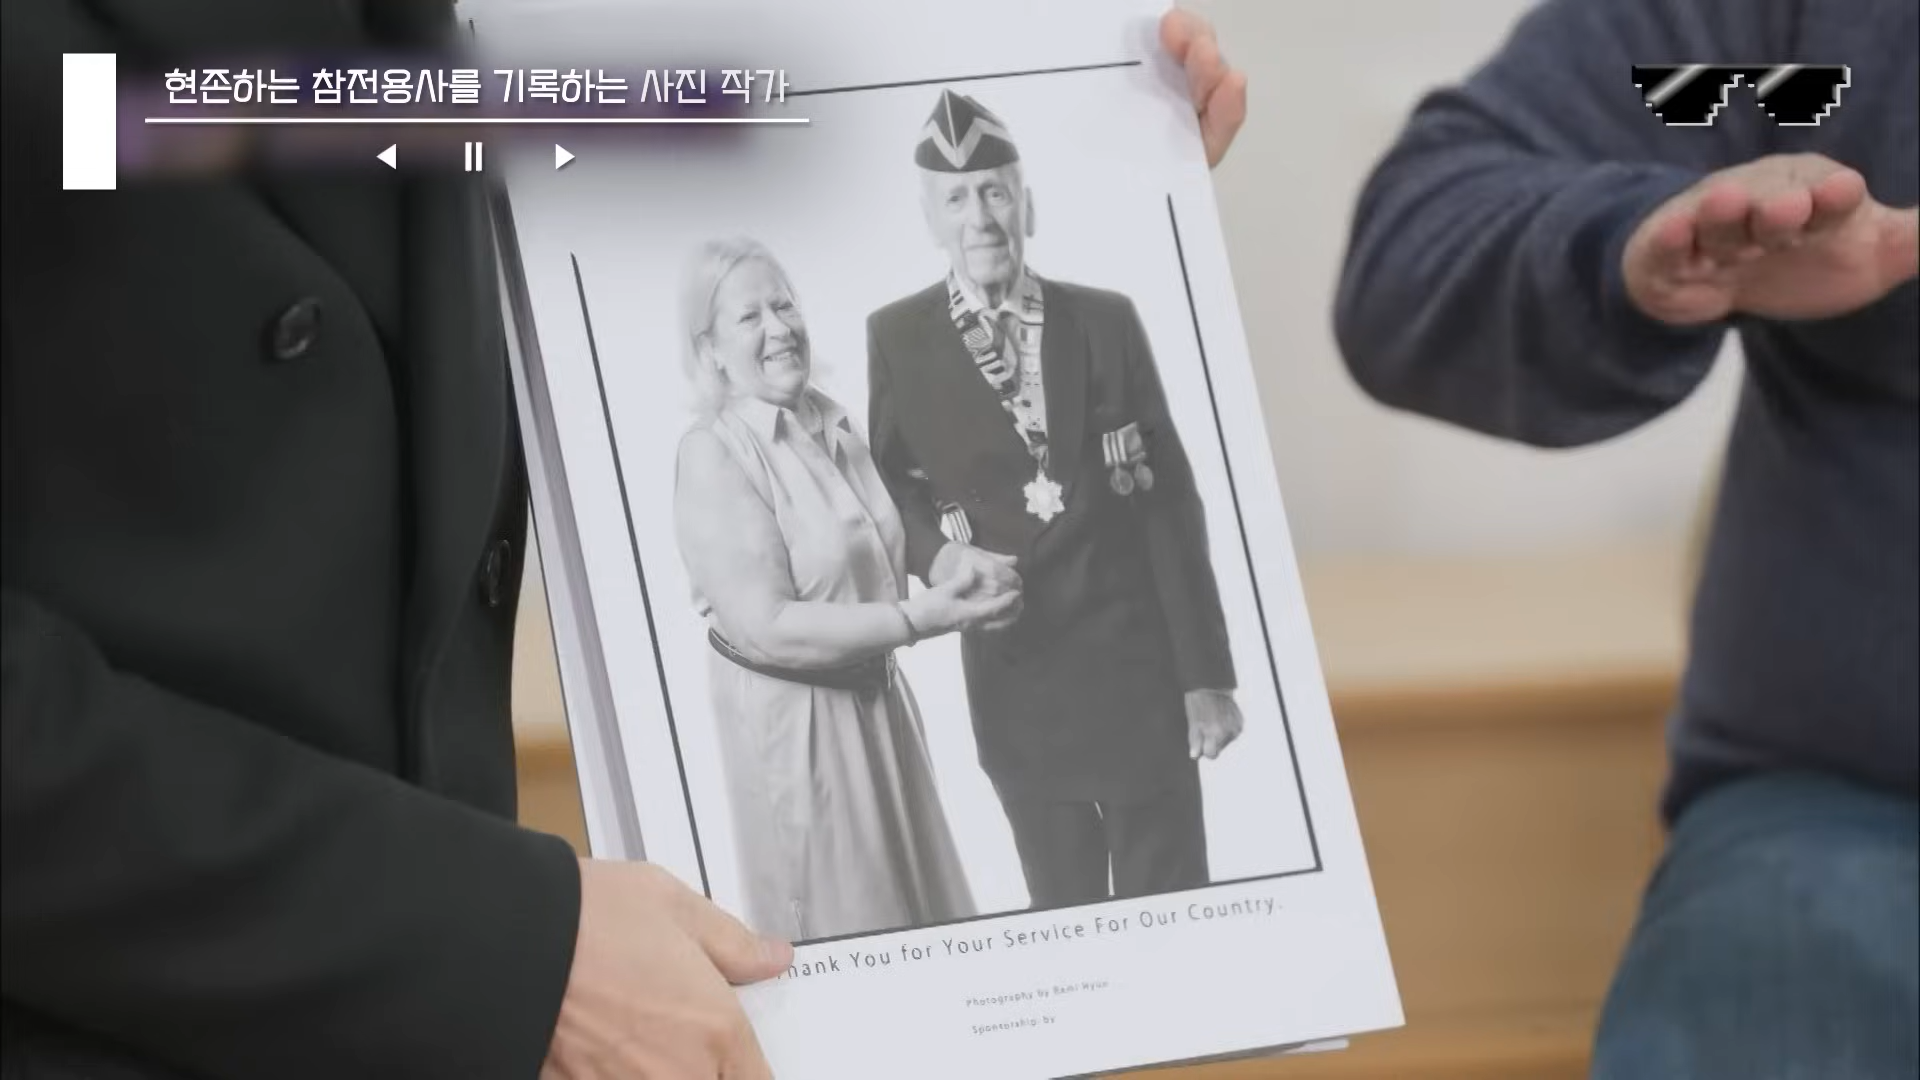 현존하는 참전용사를 기록하는 사진 작가
Thank You for Your Service For Our Country.
Photography by Rami Hyun
Sponsorship by